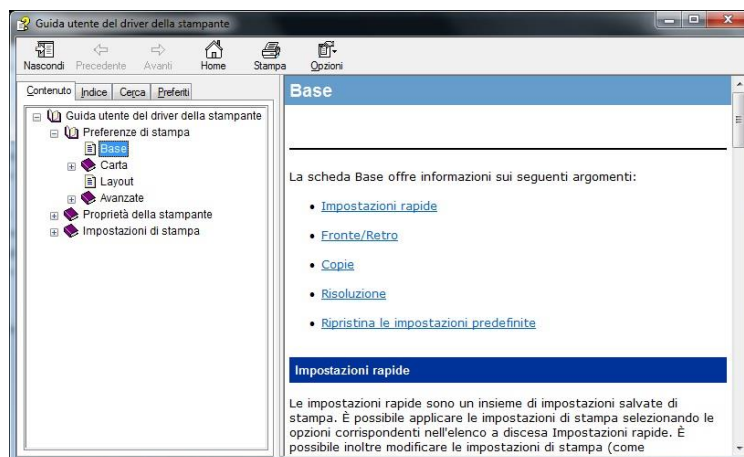 Guida utente del driver della stampante
Nascondi Precedente Avanti Home Stampa Opzioni
Contenuto Indice Cerca Preferiti
Guida utente del driver della stampante
Preferenze di stampa
Base
Carta
Layout
Avanzate
Proprietà della stampante
Impostazioni di stampa
Base
La scheda Base offre informazioni sui seguenti argomenti:
• Impostazioni rapide
• Fronte/Retro
• Copie
• Risoluzione
• Ripristina le impostazioni predefinite
Impostazioni rapide
Le impostazioni rapide sono un insieme di impostazioni salvate di
stampa. È possibile applicare le impostazioni di stampa selezionando le
opzioni corrispondenti nell'elenco a discesa Impostazioni rapide. È
possibile inoltre modificare le impostazioni di stampa (come